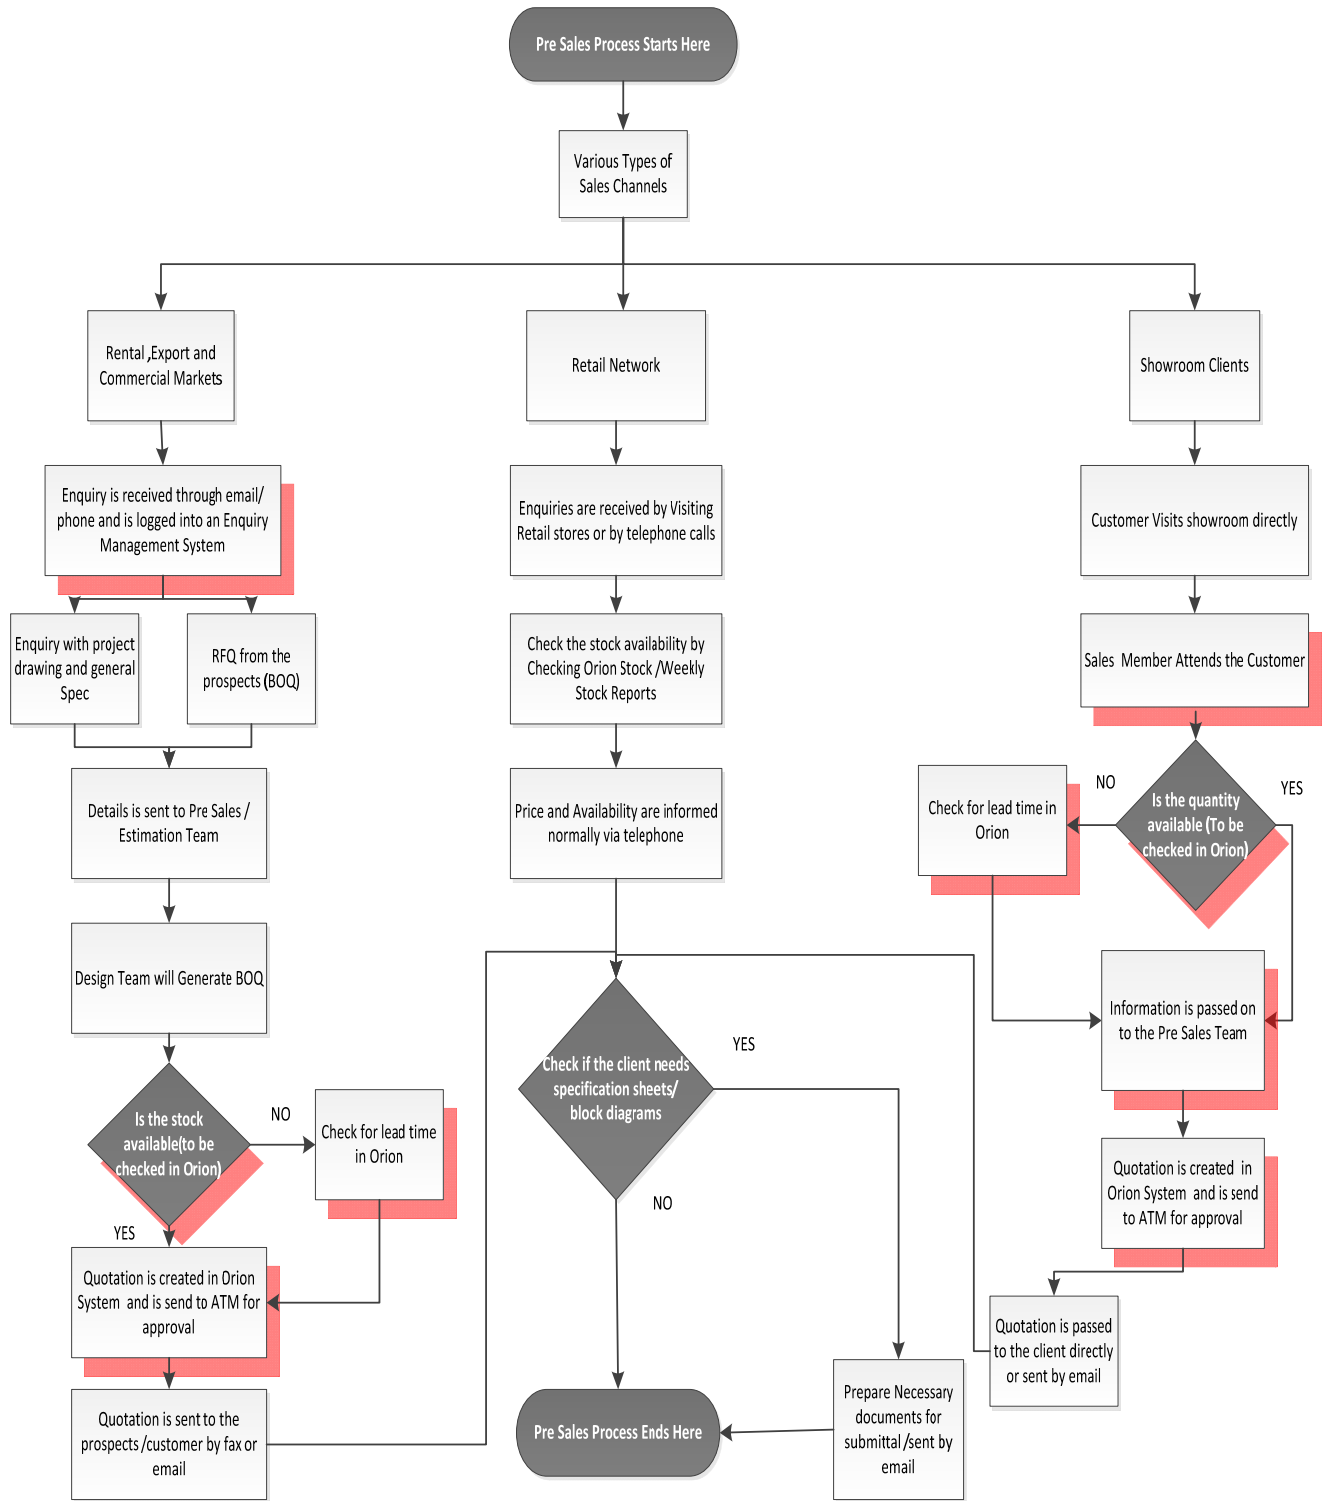 Pre Sales Process Starts Here
Various Types of
Sales Channels
Rental ,Export and
Commercial Markets
Retail Network
Showroom Clients
Enquiry is received through email/
phone and is logged into an Enquiry
Management System
Enquiries are received by Visiting
Retail stores or by telephone calls
Customer Visits showroom directly
Enquiry with project
drawing and general
Spec
RFQ from the
prospects (BOQ)
Check the stock availability by
Checking Orion Stock /Weekly
Stock Reports
Sales Member Attends the Customer
Details is sent to Pre Sales /
Estimation Team
Price and Availability are informed
normally via telephone
Check for lead time in
Orion
NO
Is the quantity
available (To be
checked in Orion)
YES
Design Team will Generate BOQ
Information is passed on
to the Pre Sales Team
Check if the client needs
specification sheets/
block diagrams
YES
NO
Is the stock
available(to be
checked in Orion)
NO
YES
Check for lead time
in Orion
Quotation is created in
Orion System and is send
to ATM for approval
Quotation is created in Orion
System and is send to ATM for
approval
Quotation is passed
to the client directly
or sent by email
Quotation is sent to the
prospects /customer by fax or
email
Pre Sales Process Ends Here
Prepare Necessary
documents for
submittal /sent by
email